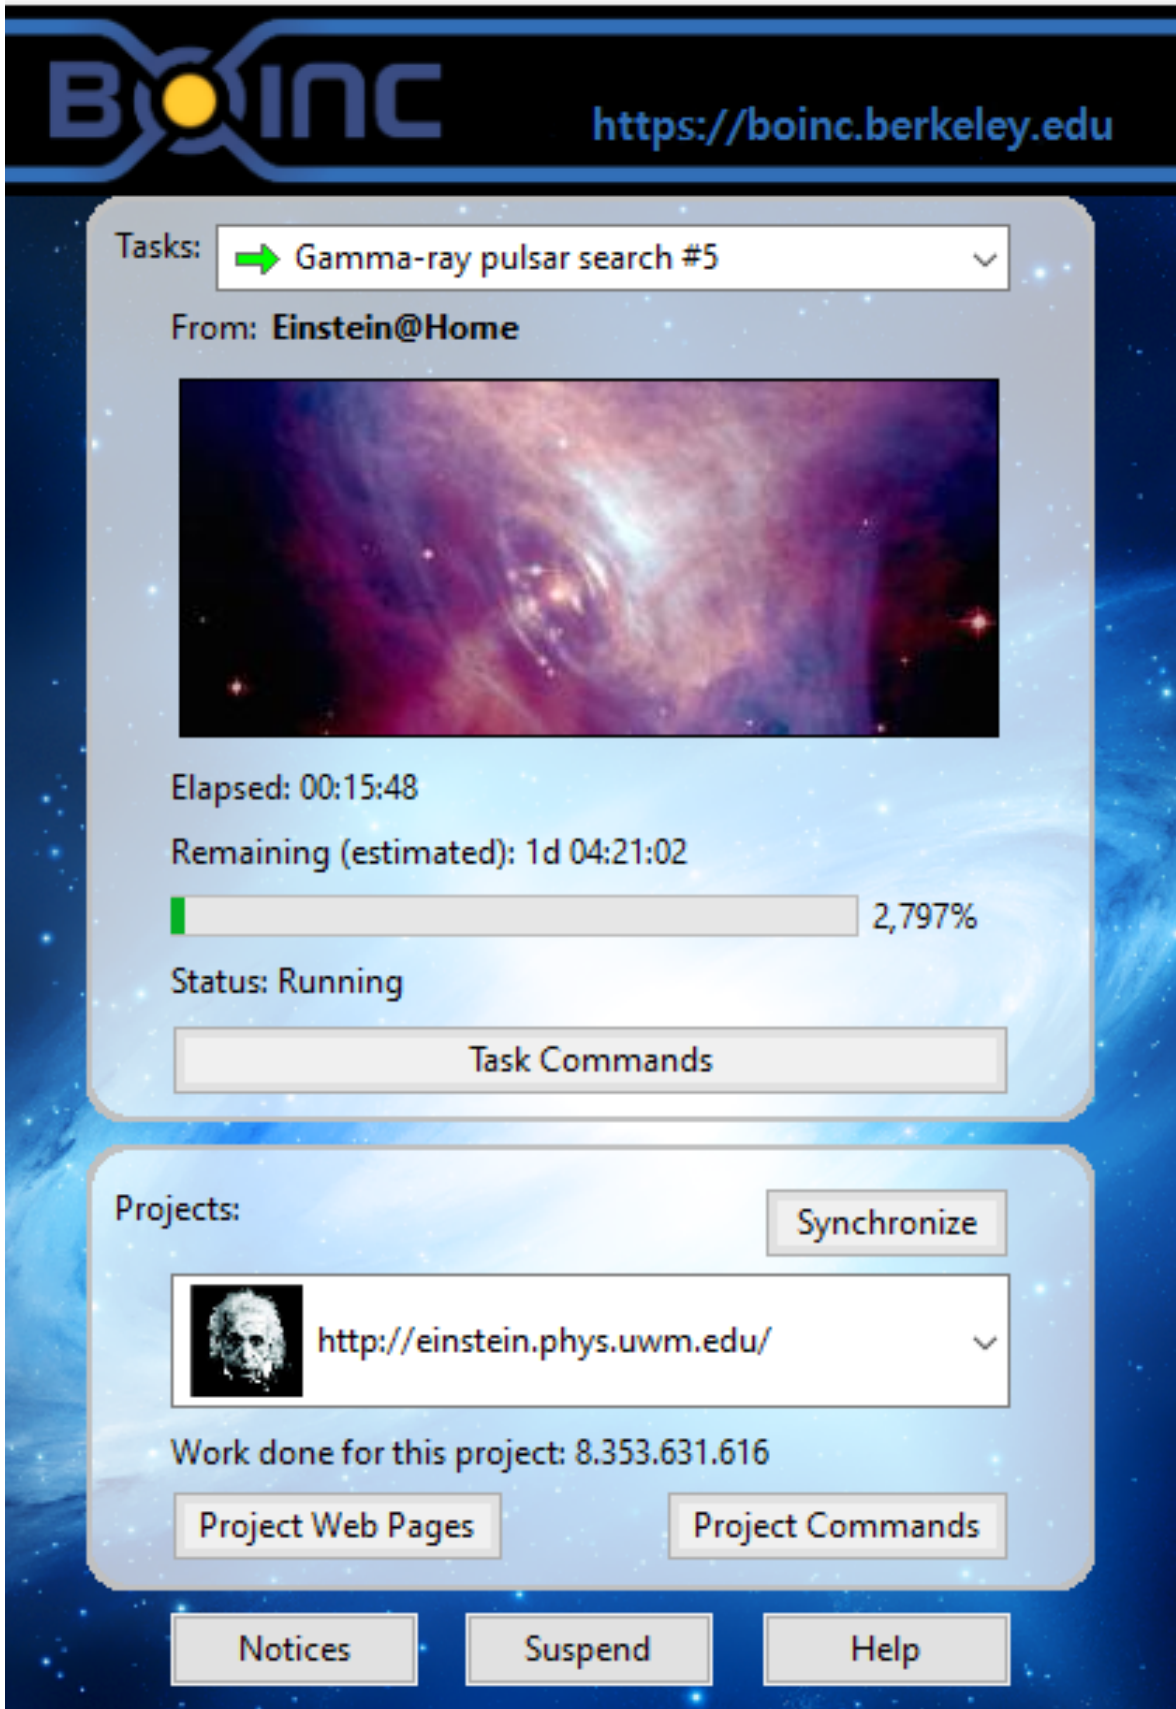 BOINC
https://boinc.berkeley.edu
Tasks: Gamma-ray pulsar search #5
From: Einstein@Home
Elapsed: 00:15:48
Remaining (estimated): 1d 04:21:02
2,797%
Status: Running
Task Commands
Projects:
Synchronize
http://einstein.phys.uwm.edu/
Work done for this project: 8.353.631.616
Project Web Pages
Project Commands
Notices
Suspend
Help